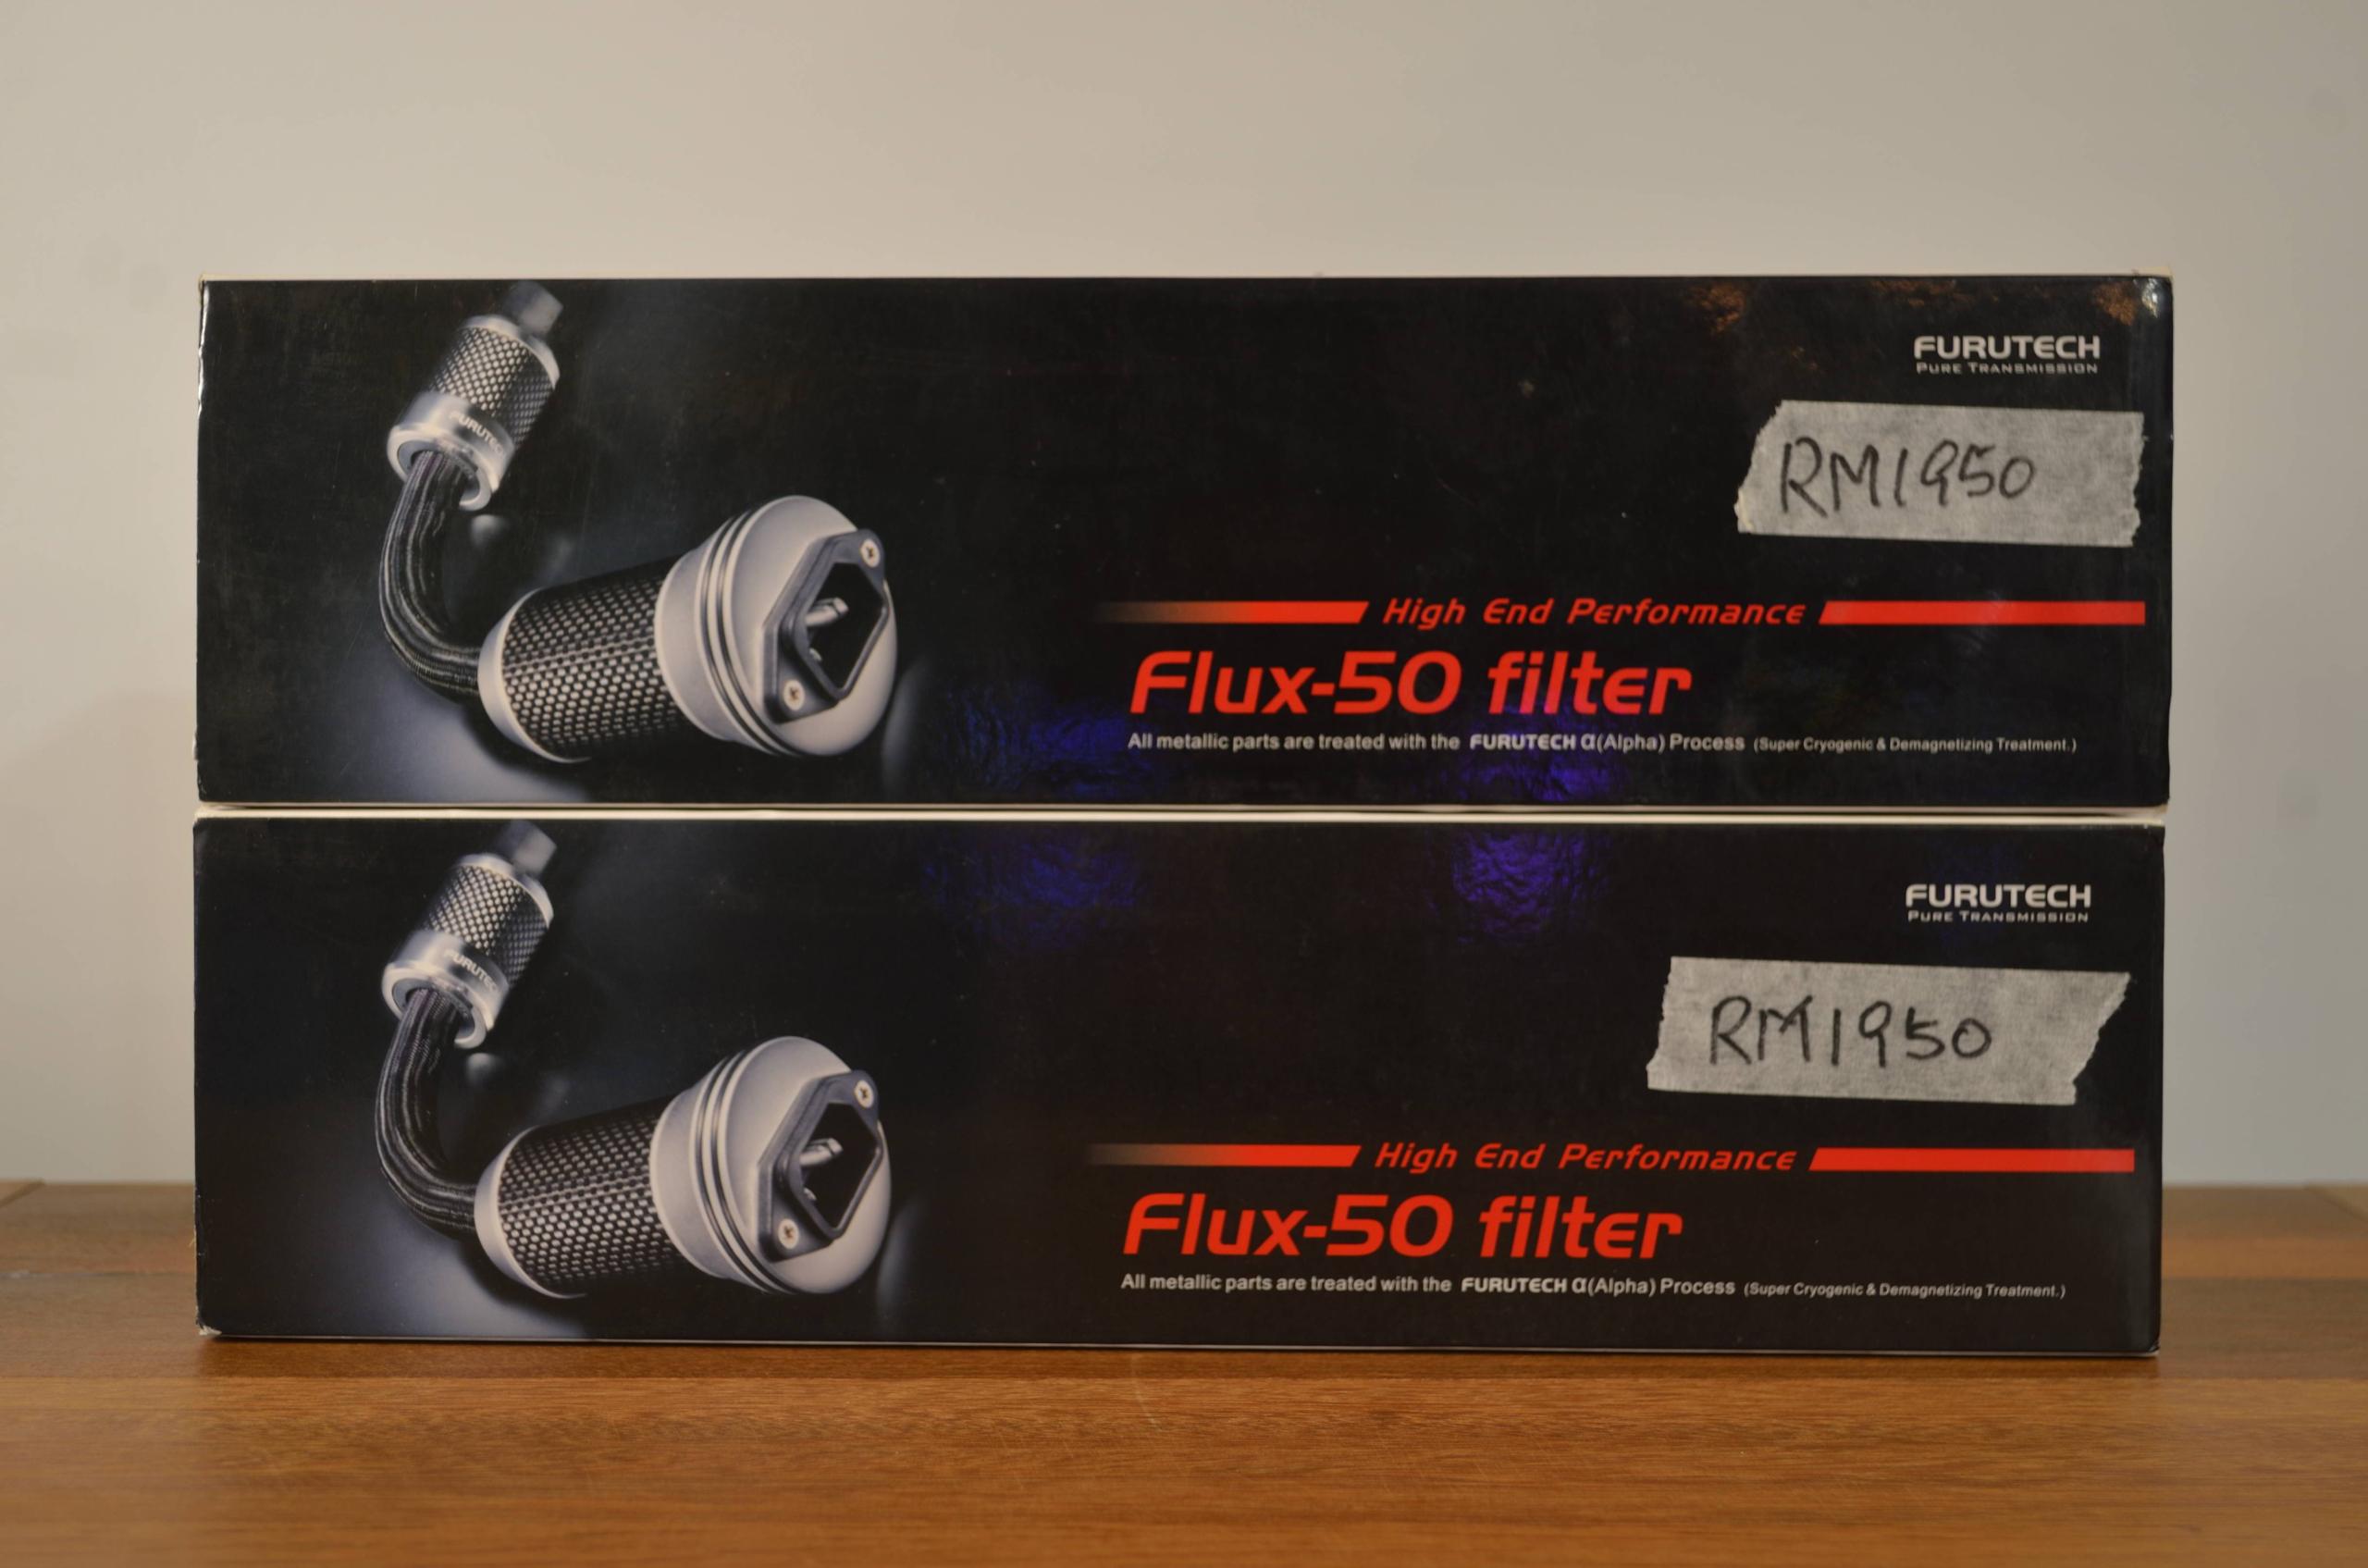 FURUTECH
PURE TRANSMISSION
RM1950
High End Performance
Flux-50 filter
All metallic parts are treated with the FURUTECH α(Alpha) Process (Super Cryogenic & Demagnetizing Treatment.)
FURUTECH
PURE TRANSMISSION
RM1950
High End Performance
Flux-50 filter
All metallic parts are treated with the FURUTECH α(Alpha) Process (Super Cryogenic & Demagnetizing Treatment.)